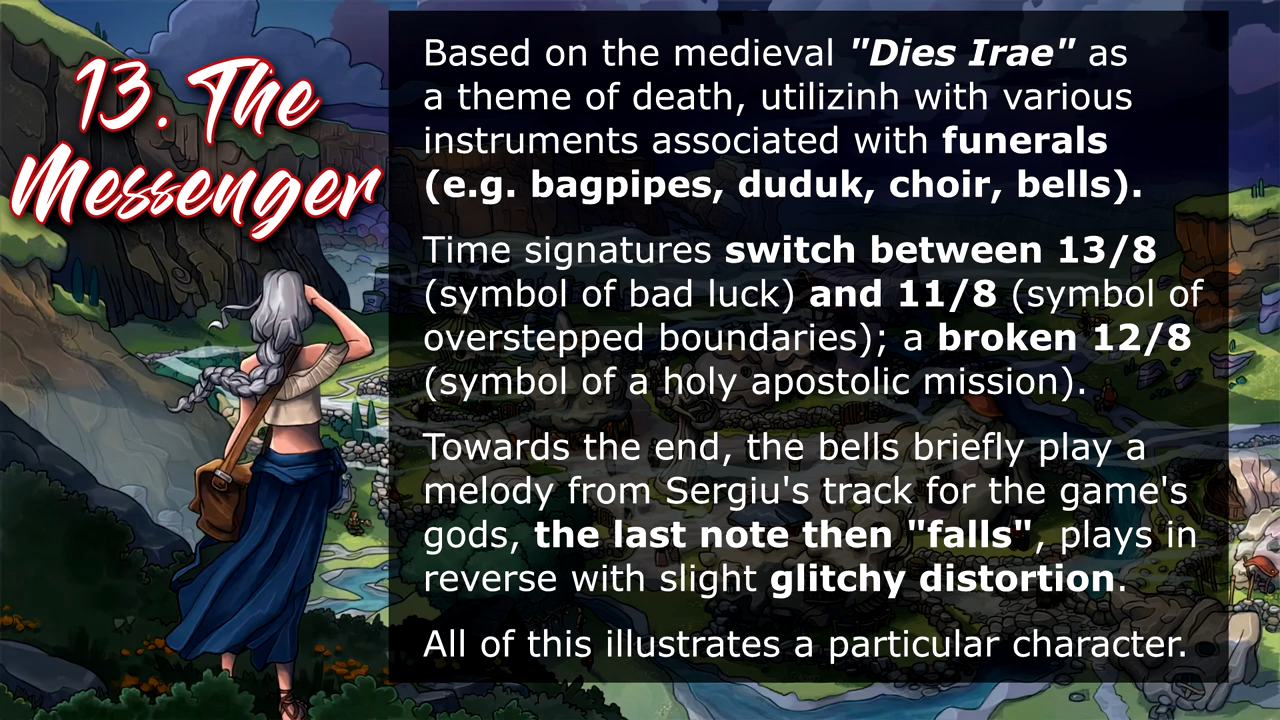 13. The
Messenger
Based on the medieval "Dies Irae" as
a theme of death, utilizinh with various
instruments associated with funerals
(e.g. bagpipes, duduk, choir, bells).
Time signatures switch between 13/8
(symbol of bad luck) and 11/8 (symbol of
overstepped boundaries); a broken 12/8
(symbol of a holy apostolic mission).
Towards the end, the bells briefly play a
melody from Sergiu's track for the game's
gods, the last note then "falls", plays in
reverse with slight glitchy distortion.
All of this illustrates a particular character.